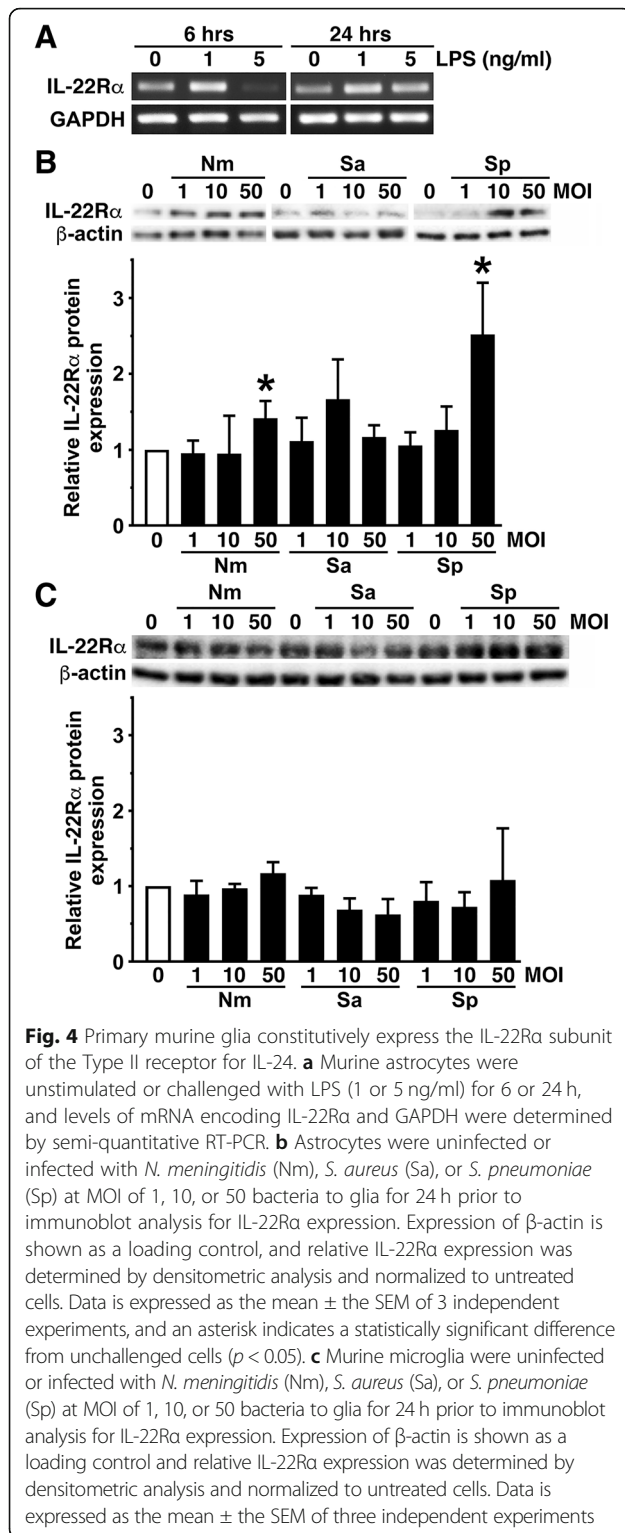 A
6 hrs 24 hrs
0 1 5 0 1 5 LPS (ng/ml)
IL-22Rα
GAPDH
B
Nm Sa Sp
0 1 10 50 0 1 10 50 0 1 10 50 MOI
IL-22Rα
β-actin
Relative IL-22Rα protein
expression
3
2
1
0
*
*
0 1 10 50 1 10 50 1 10 50 MOI
Nm Sa Sp
C
Nm Sa Sp
0 1 10 50 0 1 10 50 0 1 10 50 MOI
IL-22Rα
β-actin
Relative IL-22Rα protein
expression
3
2
1
0
0 1 10 50 1 10 50 1 10 50 MOI
Nm Sa Sp
Fig. 4 Primary murine glia constitutively express the IL-22Rα subunit
of the Type II receptor for IL-24. a Murine astrocytes were
unstimulated or challenged with LPS (1 or 5 ng/ml) for 6 or 24 h,
and levels of mRNA encoding IL-22Rα and GAPDH were determined
by semi-quantitative RT-PCR. b Astrocytes were uninfected or
infected with N. meningitidis (Nm), S. aureus (Sa), or S. pneumoniae
(Sp) at MOI of 1, 10, or 50 bacteria to glia for 24 h prior to
immunoblot analysis for IL-22Rα expression. Expression of β-actin is
shown as a loading control, and relative IL-22Rα expression was
determined by densitometric analysis and normalized to untreated
cells. Data is expressed as the mean ± the SEM of 3 independent
experiments, and an asterisk indicates a statistically significant difference
from unchallenged cells (p < 0.05). c Murine microglia were uninfected
or infected with N. meningitidis (Nm), S. aureus (Sa), or S. pneumoniae
(Sp) at MOI of 1, 10, or 50 bacteria to glia for 24 h prior to immunoblot
analysis for IL-22Rα expression. Expression of β-actin is shown as a
loading control and relative IL-22Rα expression was determined by
densitometric analysis and normalized to untreated cells. Data is
expressed as the mean ± the SEM of three independent experiments